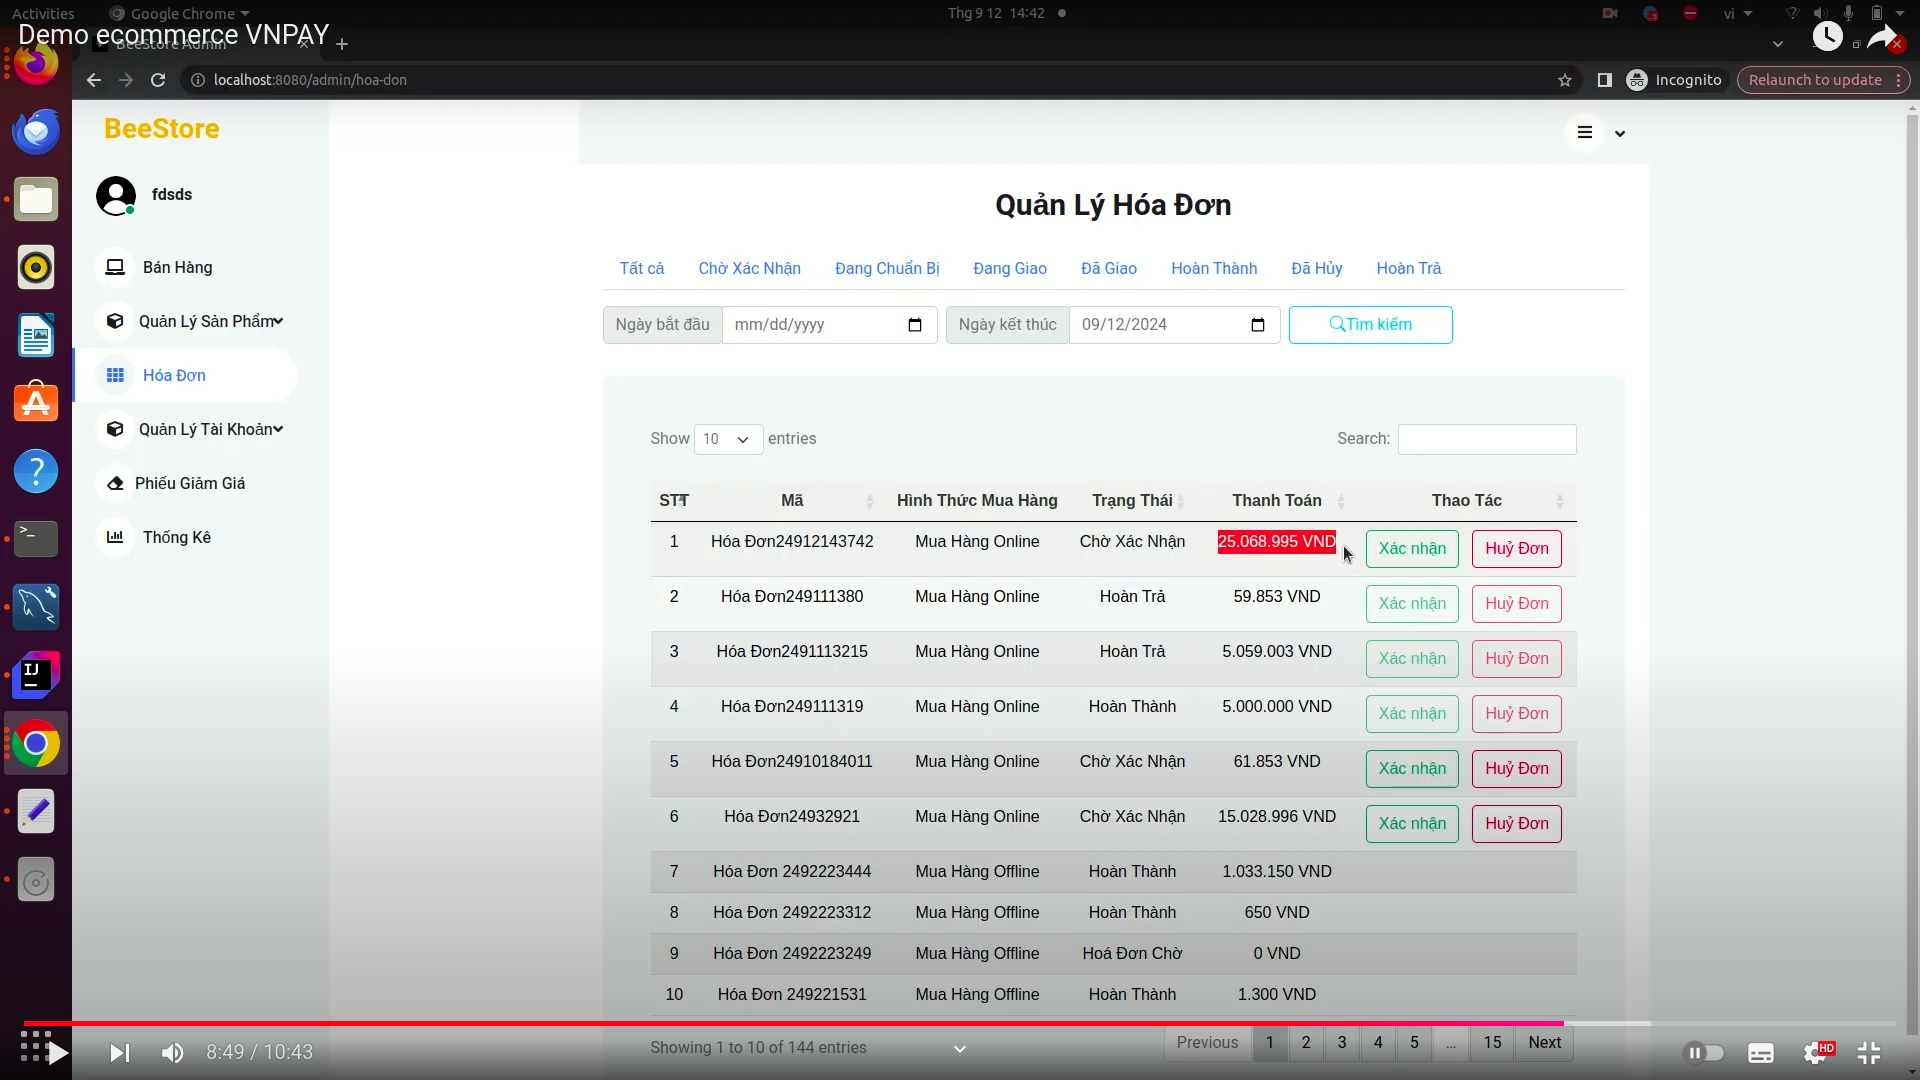 Activities
Google Chrome
Thg 9 12 14:42
vi
Demo ecommerce VNPAY
BeeStore Admin
localhost:8080/admin/hoa-don
Incognito
Relaunch to update
BeeStore
fdsds
Bán Hàng
Quản Lý Sản Phẩm
Hóa Đơn
Quản Lý Tài Khoản
Phiếu Giảm Giá
Thống Kê
Quản Lý Hóa Đơn
Tất cả Chờ Xác Nhận Đang Chuẩn Bị Đang Giao Đã Giao Hoàn Thành Đã Hủy Hoàn Trả
Ngày bắt đầu mm/dd/yyyy Ngày kết thúc 09/12/2024 Tìm kiếm
Show 10 entries Search:
STT Mã Hình Thức Mua Hàng Trạng Thái Thanh Toán Thao Tác
1 Hóa Đơn24912143742 Mua Hàng Online Chờ Xác Nhận 25.068.995 VND Xác nhận Huỷ Đơn
2 Hóa Đơn249111380 Mua Hàng Online Hoàn Trả 59.853 VND Xác nhận Huỷ Đơn
3 Hóa Đơn2491113215 Mua Hàng Online Hoàn Trả 5.059.003 VND Xác nhận Huỷ Đơn
4 Hóa Đơn249111319 Mua Hàng Online Hoàn Thành 5.000.000 VND Xác nhận Huỷ Đơn
5 Hóa Đơn24910184011 Mua Hàng Online Chờ Xác Nhận 61.853 VND Xác nhận Huỷ Đơn
6 Hóa Đơn24932921 Mua Hàng Online Chờ Xác Nhận 15.028.996 VND Xác nhận Huỷ Đơn
7 Hóa Đơn 2492223444 Mua Hàng Offline Hoàn Thành 1.033.150 VND
8 Hóa Đơn 2492223312 Mua Hàng Offline Hoàn Thành 650 VND
9 Hóa Đơn 2492223249 Mua Hàng Offline Hoá Đơn Chờ 0 VND
10 Hóa Đơn 249221531 Mua Hàng Offline Hoàn Thành 1.300 VND
Showing 1 to 10 of 144 entries
Previous 1 2 3 4 5 ... 15 Next
8:49 / 10:43
HD
IJ